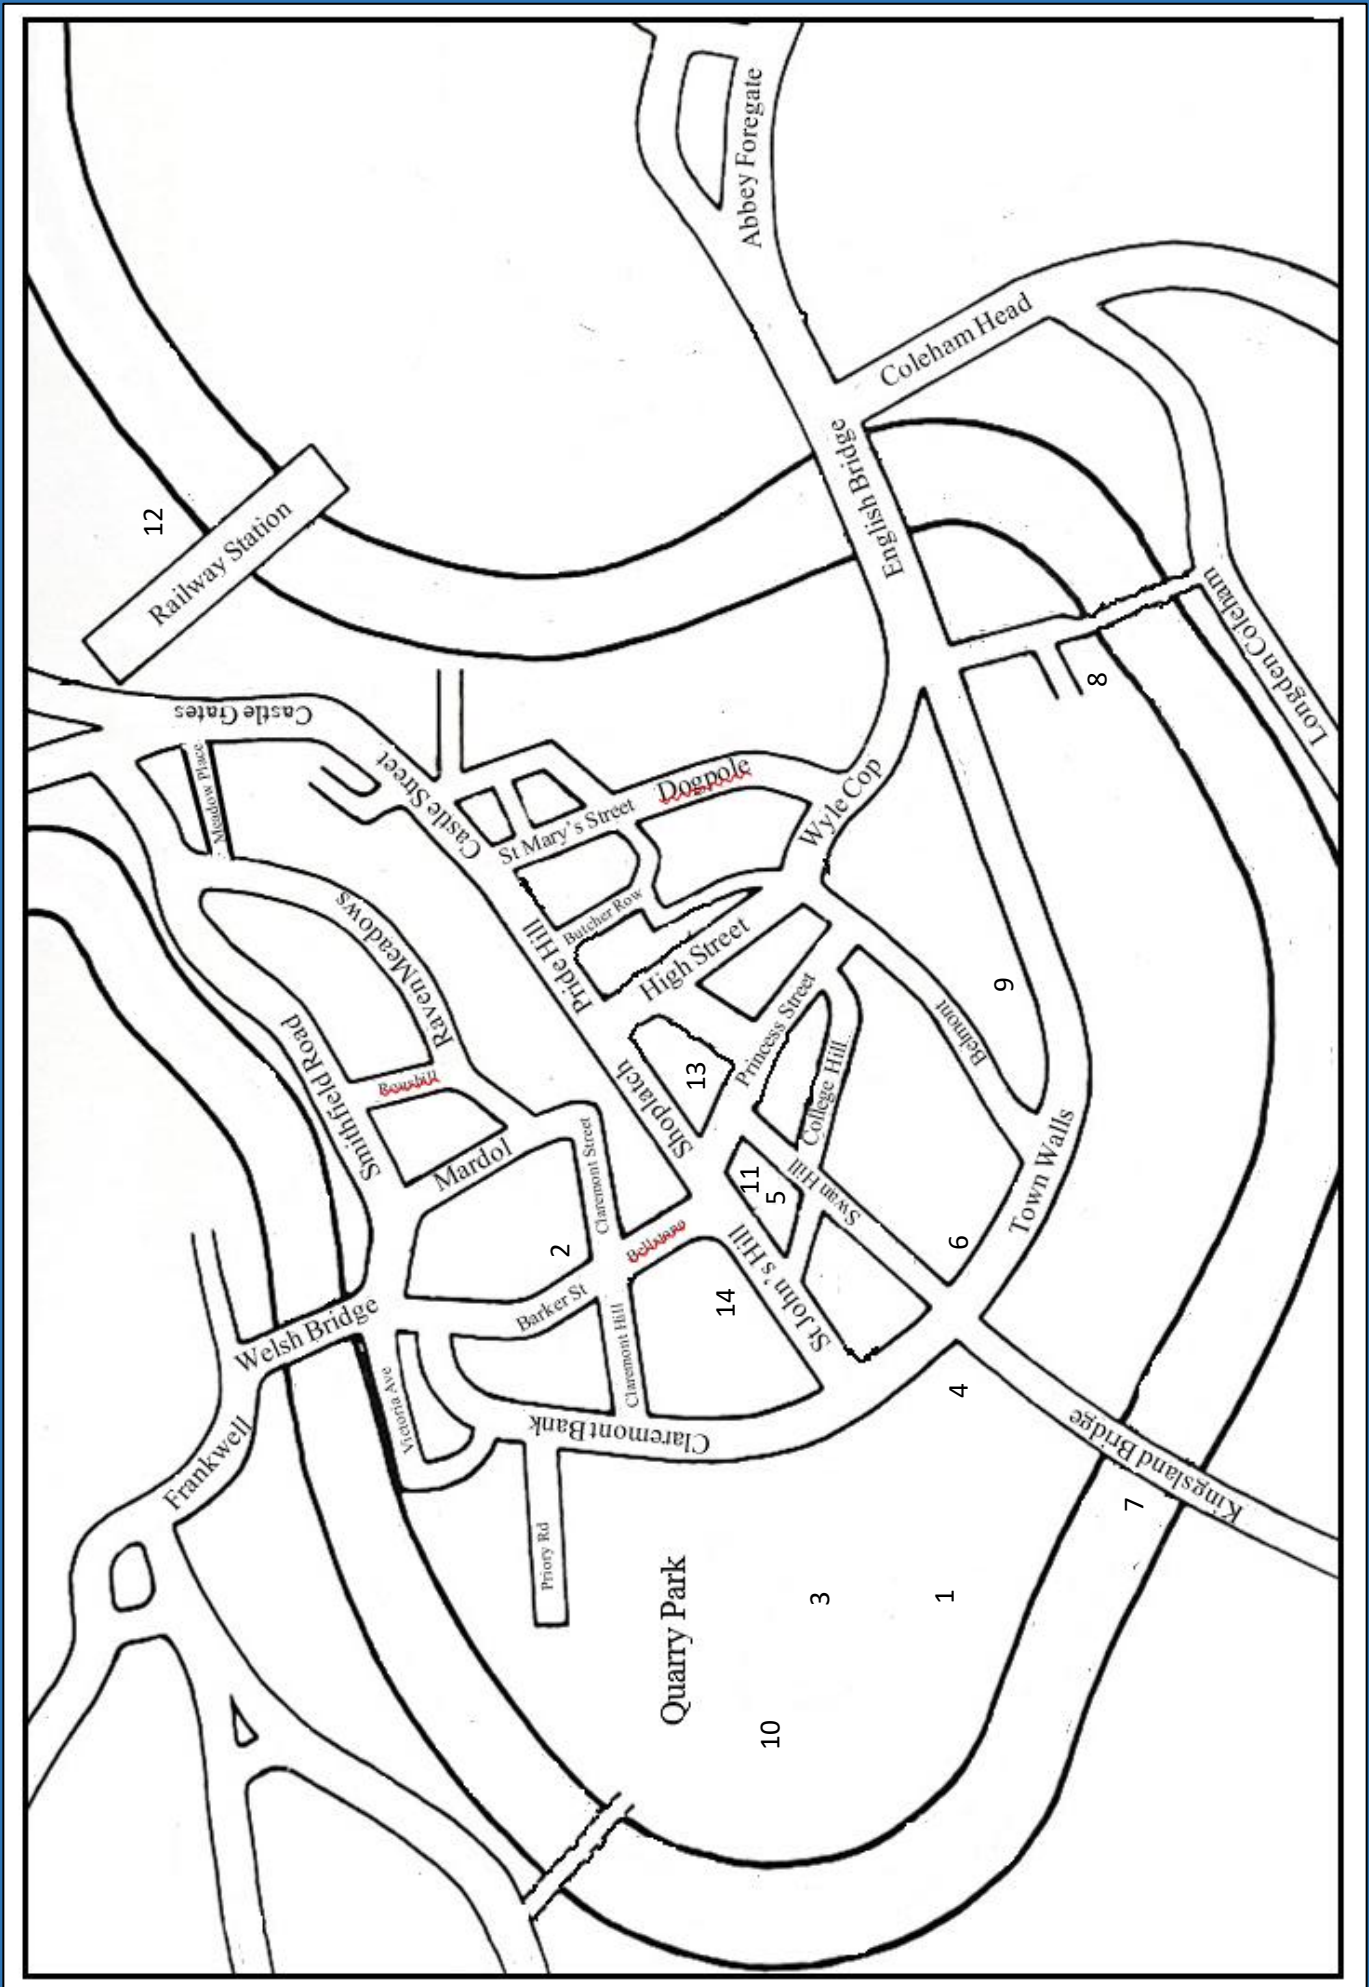 Abbey Foregate
Coleham Head
English Bridge
12
Railway Station
Longden Coleham
8
Castle Gates
Meadow Place
Castle Street
Dogpole
St Mary's Street
Wyle Cop
Raven Meadows
Butcher Row
Pride Hill
High Street
9
Belmont
Princess Street
Smithfield Road
Roushill
13
Shoplatch
College Hill
Mardol
Claremont Street
Town Walls
11
5
Swan Hill
2
Bellstone
6
St John's Hill
14
Barker St
Welsh Bridge
Claremont Hill
Victoria Ave
4
Claremont Bank
Kingsland Bridge
Frankwell
7
Priory Rd
Quarry Park
3
1
10